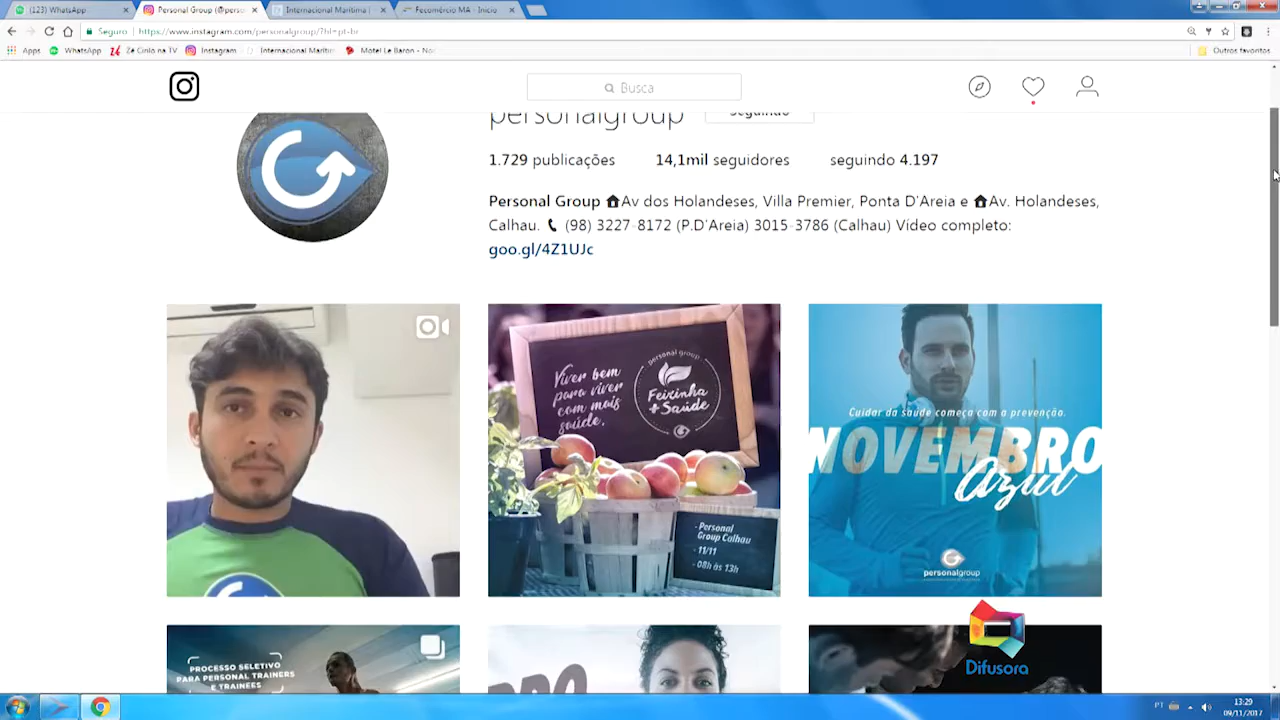 (123) WhatsApp
Personal Group (@perso
Internacional Marítima |
Fecomércio MA - Início
Seguro
https://www.instagram.com/personalgroup/?hl=pt-br
Apps
WhatsApp
Zé Cirilo na TV
Instagram
Internacional Marítim
Motel Le Baron - No
Outros favoritos
Busca
personalgroup
Seguindo
1.729 publicações
14,1mil seguidores
seguindo 4.197
Personal Group Av dos Holandeses, Villa Premier, Ponta D'Areia e Av. Holandeses,
Calhau. (98) 3227-8172 (P.D'Areia) 3015-3786 (Calhau) Vídeo completo:
goo.gl/4Z1UJc
Viver bem
para viver
com mais
saúde.
personal group
Feirinha
+ Saúde
- Personal
Group Calhau
- 11/11
- 08h às 13h
Cuidar da saúde começa com a prevenção.
NOVEMBRO
Azul
personalgroup
PROCESSO SELETIVO
PARA PERSONAL TRAINERS
E TRAINEES
Difusora
PT
13:29
09/11/2017